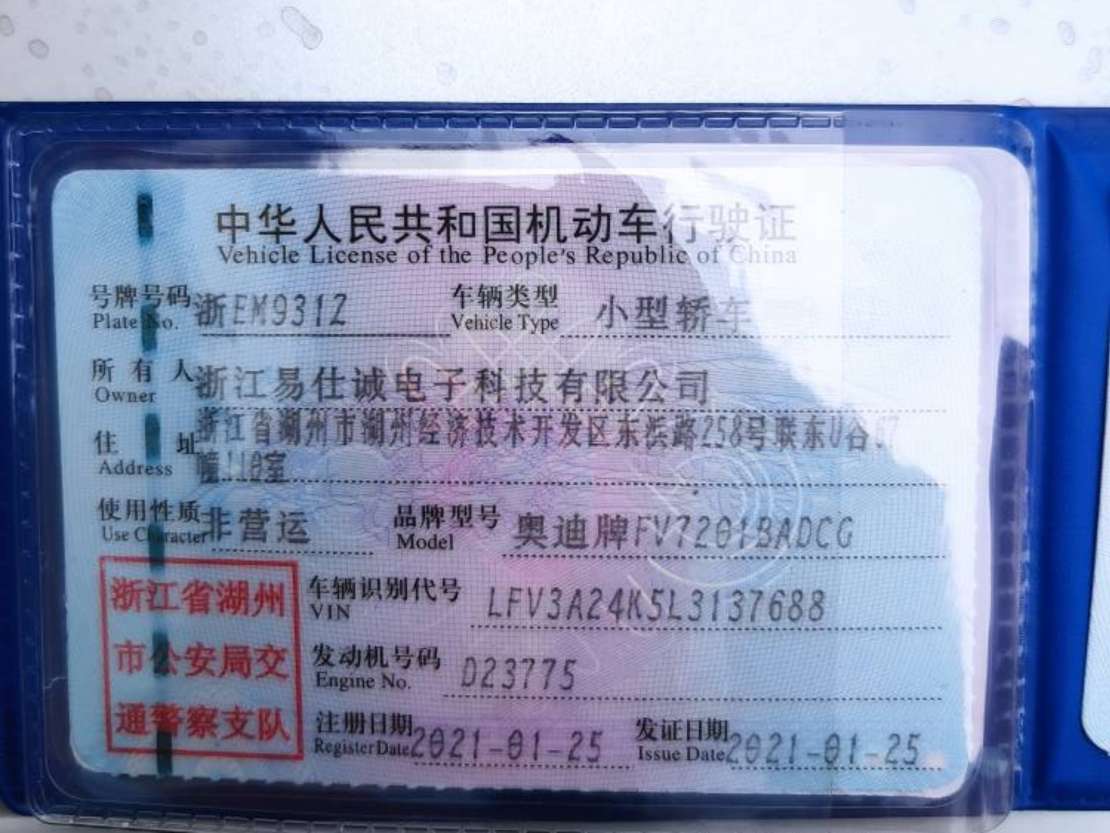 中华人民共和国机动车行驶证
Vehicle License of the People's Republic of China
号牌号码 浙EM931Z 车辆类型 小型轿车
Plate No. Vehicle Type
所有人 浙江易仕诚电子科技有限公司
Owner
住址 浙江省湖州市湖州经济技术开发区东浜路258号联东U谷
Address 幢110室
使用性质 非营运 品牌型号 奥迪牌FV7201BADCG
Use Character Model
浙江省湖州 车辆识别代号 LFV3A24K5L3137688
VIN
市公安局交 发动机号码 D23775
Engine No.
通警察支队 注册日期 2021-01-25 发证日期 2021-01-25
Register Date Issue Date